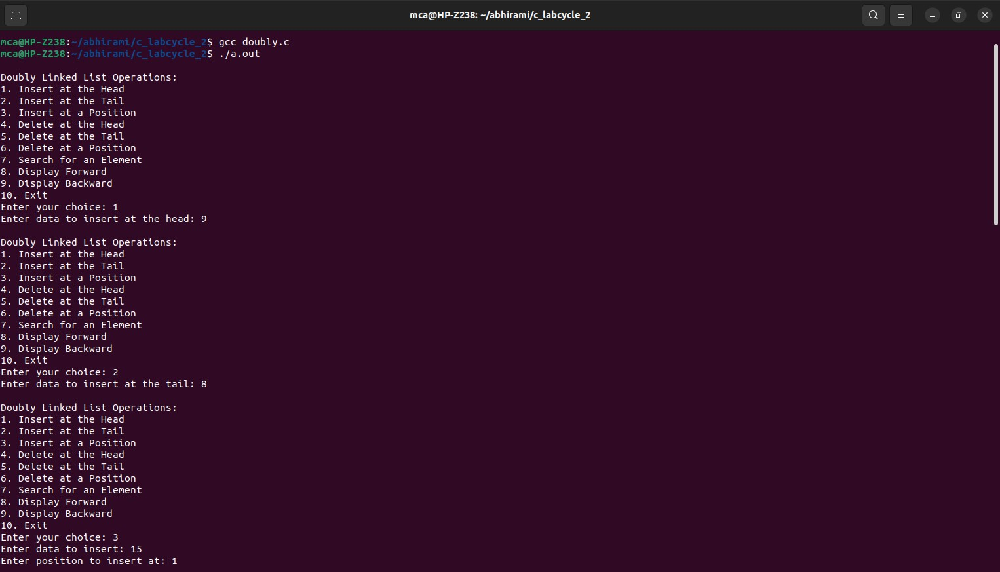 mca@HP-Z238: ~/abhirami/c_labcycle_2
mca@HP-Z238:~/abhirami/c_labcycle_2$ gcc doubly.c
mca@HP-Z238:~/abhirami/c_labcycle_2$ ./a.out
Doubly Linked List Operations:
1. Insert at the Head
2. Insert at the Tail
3. Insert at a Position
4. Delete at the Head
5. Delete at the Tail
6. Delete at a Position
7. Search for an Element
8. Display Forward
9. Display Backward
10. Exit
Enter your choice: 1
Enter data to insert at the head: 9
Doubly Linked List Operations:
1. Insert at the Head
2. Insert at the Tail
3. Insert at a Position
4. Delete at the Head
5. Delete at the Tail
6. Delete at a Position
7. Search for an Element
8. Display Forward
9. Display Backward
10. Exit
Enter your choice: 2
Enter data to insert at the tail: 8
Doubly Linked List Operations:
1. Insert at the Head
2. Insert at the Tail
3. Insert at a Position
4. Delete at the Head
5. Delete at the Tail
6. Delete at a Position
7. Search for an Element
8. Display Forward
9. Display Backward
10. Exit
Enter your choice: 3
Enter data to insert: 15
Enter position to insert at: 1